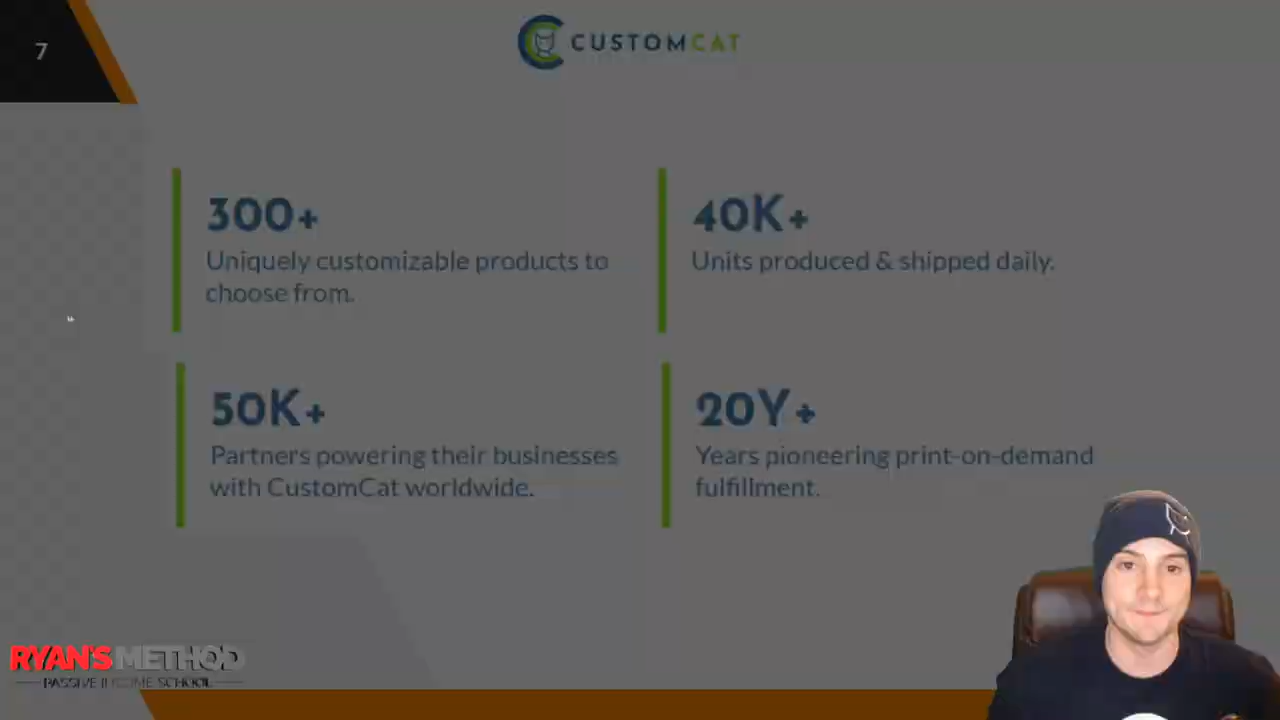 7
CUSTOMCAT
300+
Uniquely customizable products to
choose from.
40K+
Units produced & shipped daily.
50K+
Partners powering their businesses
with CustomCat worldwide.
20Y+
Years pioneering print-on-demand
fulfillment.
RYAN'S METHOD
PASSIVE INCOME SCHOOL